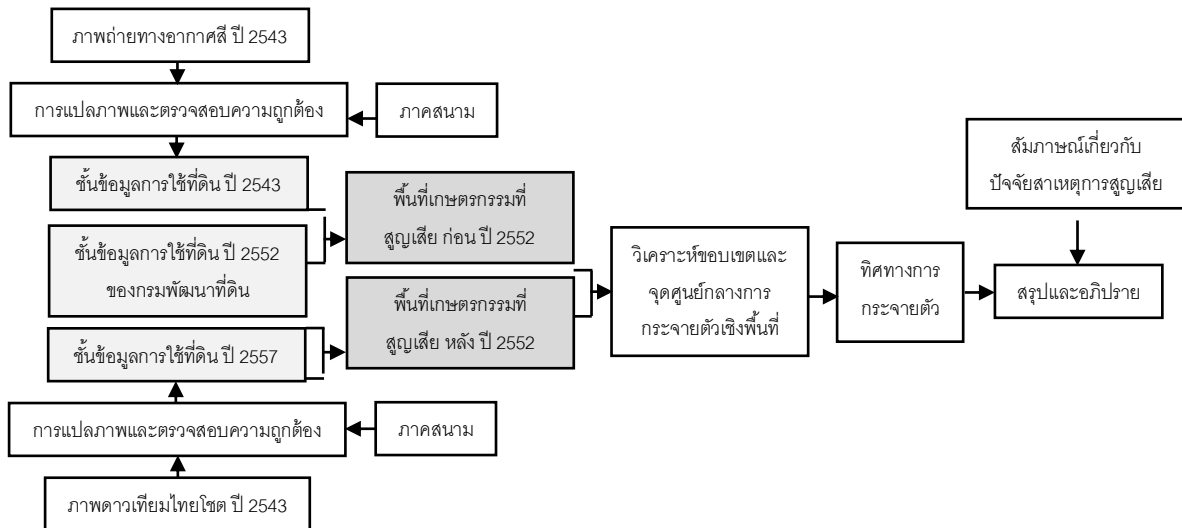 ภาพถ่ายทางอากาศสี ปี 2543
การแปลภาพและตรวจสอบความถูกต้อง
ภาคสนาม
ชั้นข้อมูลการใช้ที่ดิน ปี 2543
ชั้นข้อมูลการใช้ที่ดิน ปี 2552
ของกรมพัฒนาที่ดิน
ชั้นข้อมูลการใช้ที่ดิน ปี 2557
การแปลภาพและตรวจสอบความถูกต้อง
ภาคสนาม
ภาพดาวเทียมไทยโชต ปี 2543
พื้นที่เกษตรกรรมที่
สูญเสีย ก่อน ปี 2552
พื้นที่เกษตรกรรมที่
สูญเสีย หลัง ปี 2552
วิเคราะห์ขอบเขตและ
จุดศูนย์กลางการ
กระจายตัวเชิงพื้นที่
ทิศทางการ
กระจายตัว
สัมภาษณ์เกี่ยวกับ
ปัจจัยสาเหตุการสูญเสีย
สรุปและอภิปราย